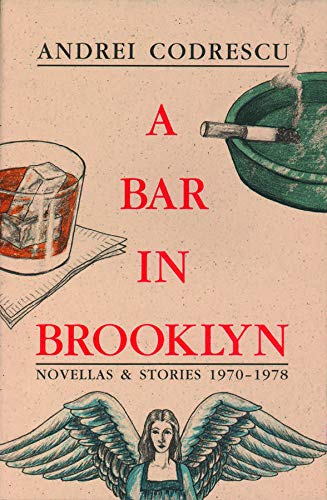 ANDREI CODRESCU
A
BAR
IN
BROOKLYN
NOVELLAS & STORIES 1970-1978